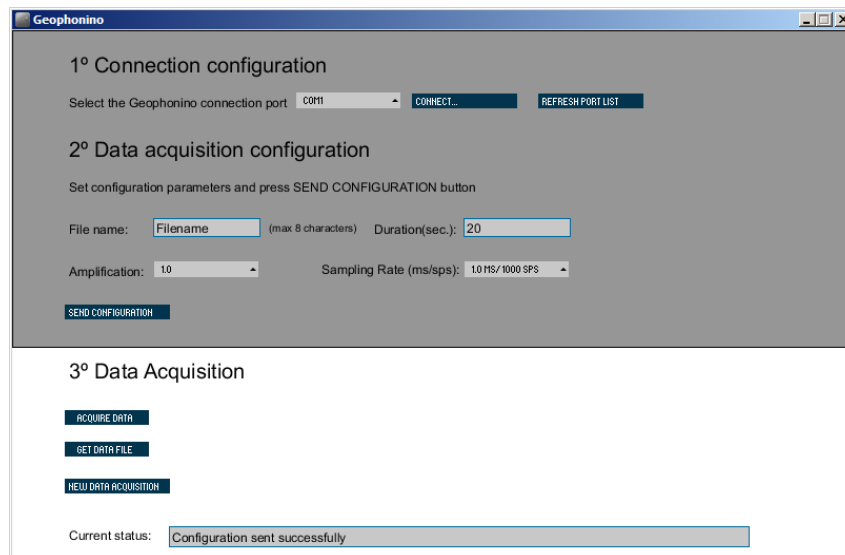 Geophonino
1º Connection configuration
Select the Geophonino connection port COM1 CONNECT... REFRESH PORT LIST
2º Data acquisition configuration
Set configuration parameters and press SEND CONFIGURATION button
File name: Filename (max 8 characters) Duration(sec.): 20
Amplification: 1.0 Sampling Rate (ms/sps): 1.0 MS/1000 SPS
SEND CONFIGURATION
3º Data Acquisition
ACQUIRE DATA
GET DATA FILE
NEW DATA ACQUISITION
Current status: Configuration sent successfully